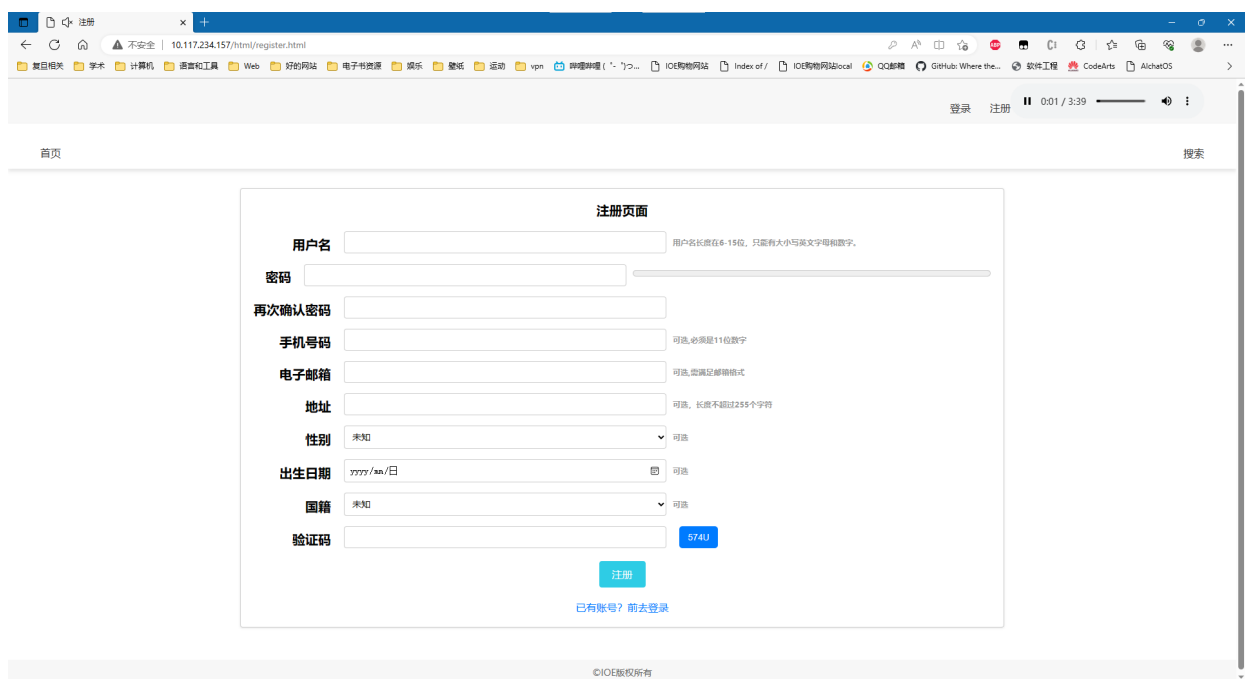 注册
不安全 | 10.117.234.157/html/register.html
复旦相关 学术 计算机 语言和工具 Web 好的网站 电子书资源 娱乐 壁纸 运动 vpn 哔哩哔哩 ( ゜- ゜)つ... IOE购物网站 Index of / IOE购物网站local QQ邮箱 GitHub: Where the... 软件工程 CodeArts AIchatOS
登录 注册 0:01 / 3:39
首页 搜索
注册页面
用户名 用户名长度在6-15位，只能有大小写英文字母和数字、
密码
再次确认密码
手机号码 可选,必须是11位数字
电子邮箱 可选,需满足邮箱格式
地址 可选，长度不超过255个字符
性别 未知 可选
出生日期 yyyy/mm/日 可选
国籍 未知 可选
验证码 574U
注册
已有账号？前去登录
©IOE版权所有